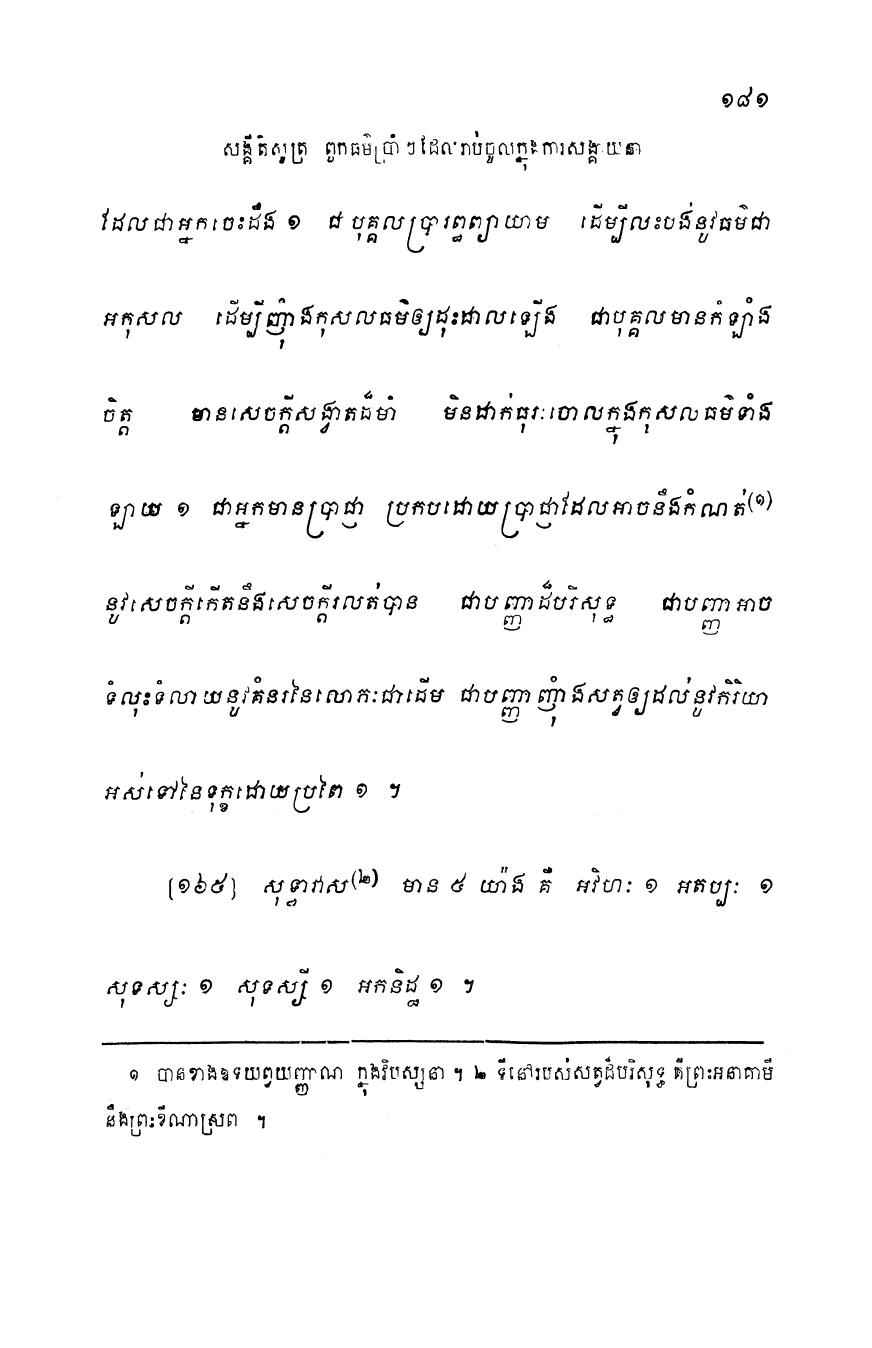 ១៨១
សង្គីតិសូត្រ ពួកធម៌ប្រាំ ៗ ដែលរាប់ចូលក្នុងការសង្គាយនា
ដែលជាអ្នកចេះដឹង ១ ជ បុគ្គលប្រារព្ធព្យាយាម ដើម្បីលះបង់នូវធម៌ជា
អកុសល ដើម្បីញ៉ាំងកុសលធម៌ឲ្យដុះដាលឡើង ជាបុគ្គលមានកំឡាំង
ចិត្ត មានសេចក្តីសង្វាតដ៏មាំ មិនដាក់ធុរៈចោលក្នុងកុសលធម៌ទាំង
ឡាយ ១ ជាអ្នកមានប្រាជ្ញា ប្រកបដោយប្រាជ្ញាដែលអាចនឹងកំណត់(១)
នូវសេចក្តីកើតនឹងសេចក្តីរលត់បាន ជាបញ្ញាដ៏បរិសុទ្ធ ជាបញ្ញាអាច
ទំលុះទំលាយនូវគំនរនៃលោភៈជាដើម ជាបញ្ញាញុំាងសត្វឲ្យដល់នូវកិរិយា
អស់ទៅនៃទុក្ខដោយប្រពៃ ១ ។
[១៦៥] សុទ្ធាវាស(២) មាន ៥ យ៉ាង គឺ អវិហៈ ១ អតប្បៈ ១
សុទស្សៈ ១ សុទស្សី ១ អកនិដ្ឋ ១ ។
១ បានខាងឧទយព្វយញ្ញាណ ក្នុងវិបស្សនា ។ ២ ទីនៅរបស់សត្វដ៏បរិសុទ្ធ គឺព្រះអនាគាមី
នឹងព្រះខីណាស្រព ។